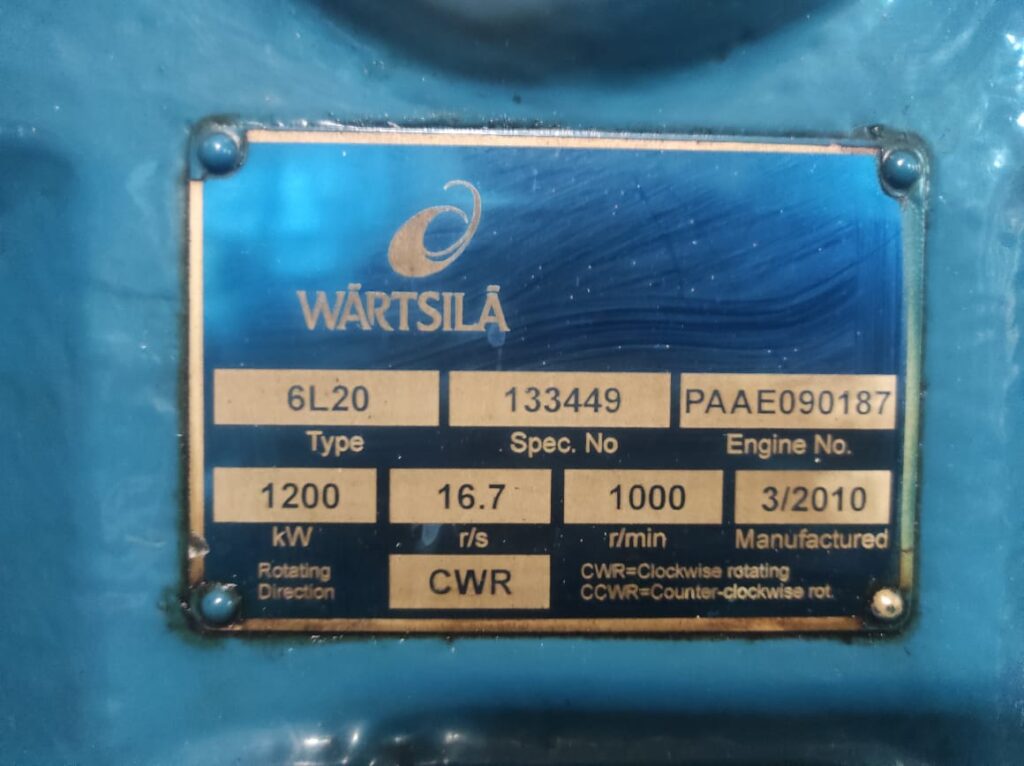 WÄRTSILÄ
6L20 133449 PAAE090187
Type Spec. No Engine No.
1200 16.7 1000 3/2010
kW r/s r/min Manufactured
Rotating CWR CWR=Clockwise rotating
Direction CCWR=Counter-clockwise rot.